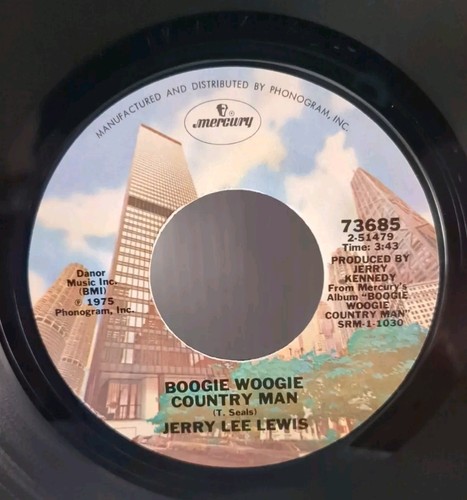 MANUFACTURED AND DISTRIBUTED BY PHONOGRAM, INC.
mercury ®
73685
2-51479
Time: 3:43
PRODUCED BY
JERRY
KENNEDY
From Mercury's
Album "BOOGIE
WOOGIE
COUNTRY MAN"
SRM-1-1030
Danor
Music Inc.
(BMI)
℗ 1975
Phonogram, Inc.
BOOGIE WOOGIE
COUNTRY MAN
(T. Seals)
JERRY LEE LEWIS